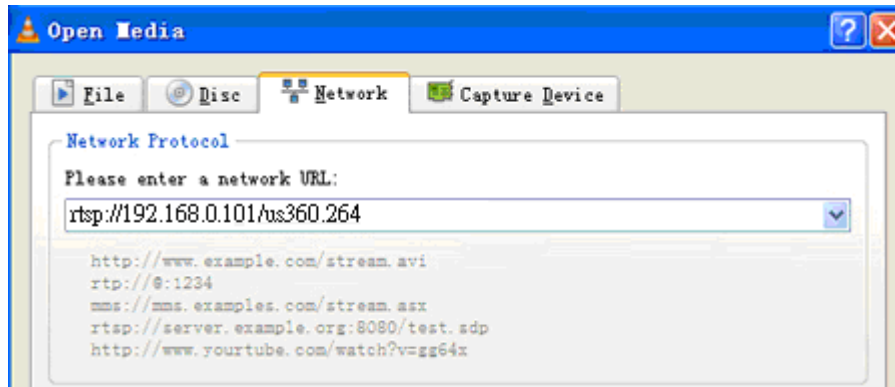 Open Media
File Disc Network Capture Device
Network Protocol
Please enter a network URL:
rtsp://192.168.0.101/us360.264
http://www.example.com/stream.avi
rtp://@:1234
mms://mms.examples.com/stream.asx
rtsp://server.example.org:8080/test.sdp
http://www.yourtube.com/watch?v=gg64x